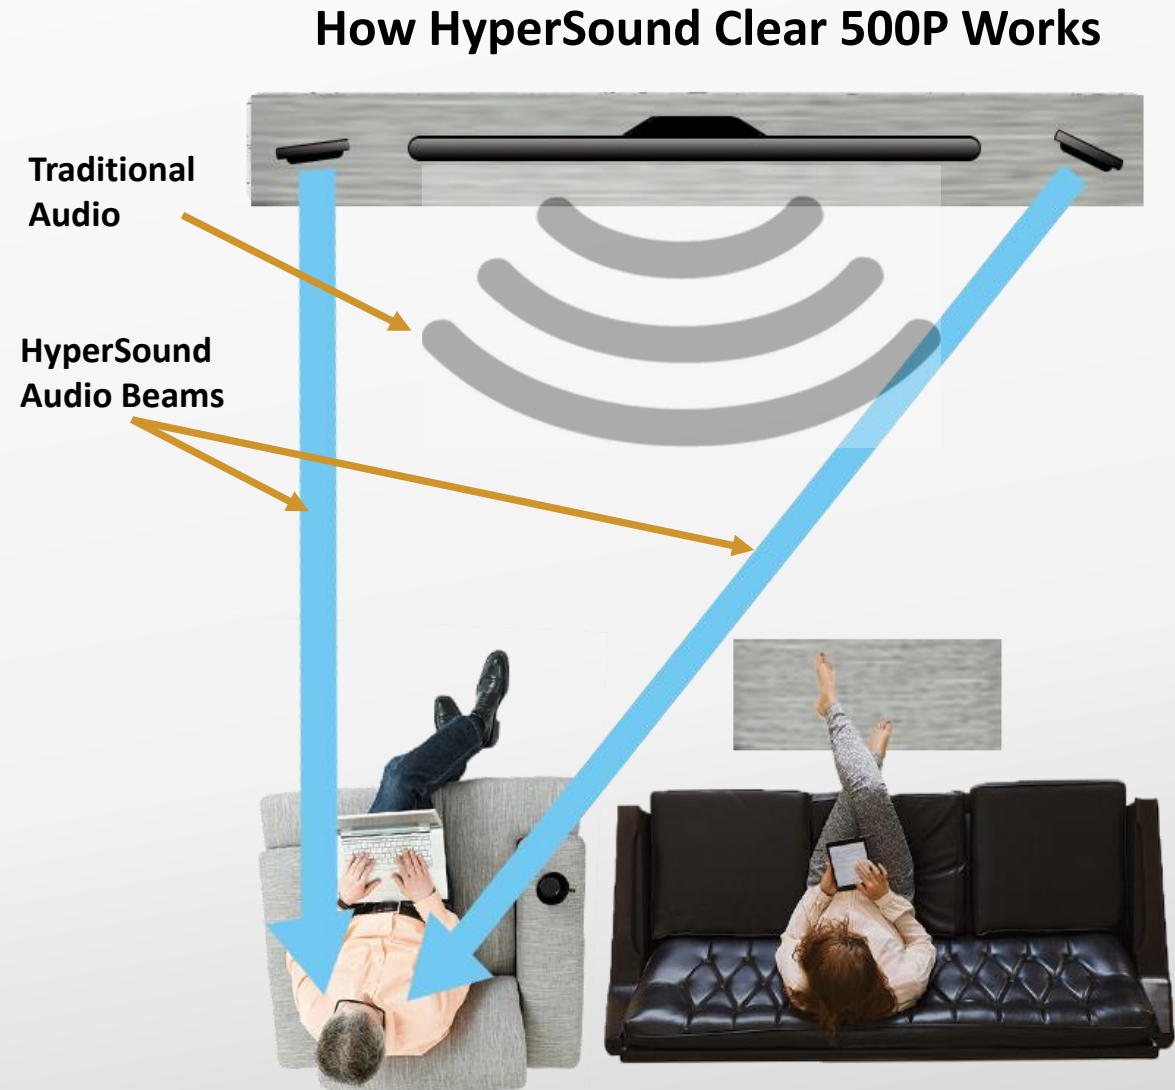 How HyperSound Clear 500P Works
Traditional
Audio
HyperSound
Audio Beams